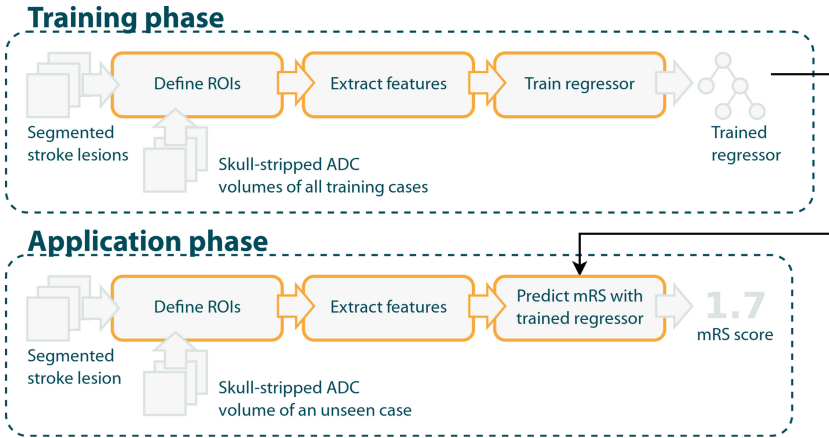 Training phase
Define ROIs
Extract features
Train regressor
Segmented
stroke lesions
Trained
regressor
Skull-stripped ADC
volumes of all training cases
Application phase
Define ROIs
Extract features
Predict mRS with
trained regressor
1.7
mRS score
Segmented
stroke lesion
Skull-stripped ADC
volume of an unseen case